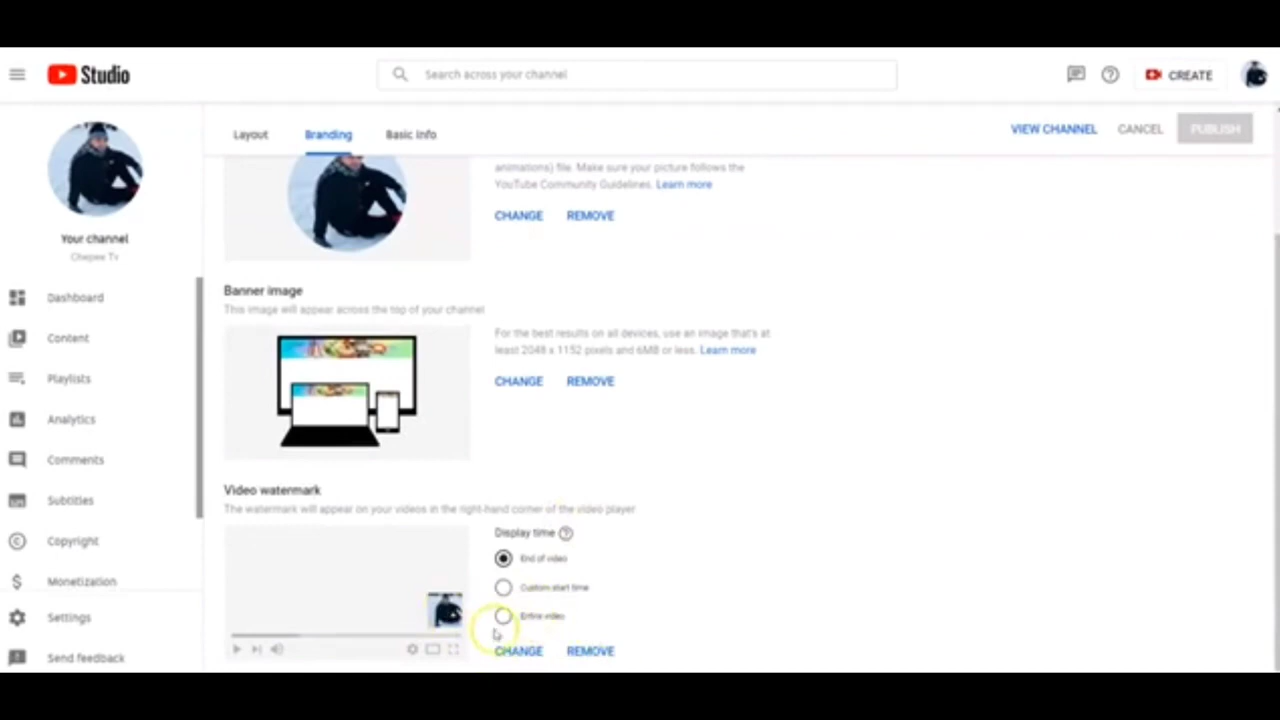 Studio
Search across your channel
CREATE
Layout
Branding
Basic info
VIEW CHANNEL
CANCEL
PUBLISH
animations) file. Make sure your picture follows the
YouTube Community Guidelines. Learn more
CHANGE
REMOVE
Your channel
Chepee Tv
Dashboard
Content
Playlists
Analytics
Comments
Subtitles
Copyright
Monetization
Settings
Send feedback
Banner image
This image will appear across the top of your channel
For the best results on all devices, use an image that's at
least 2048 x 1152 pixels and 6MB or less. Learn more
CHANGE
REMOVE
Video watermark
The watermark will appear on your videos in the right-hand corner of the video player
Display time
End of video
Custom start time
Entire video
CHANGE
REMOVE